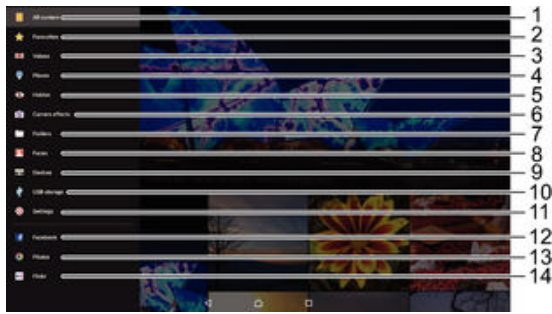 All content 1
Favorites 2
Videos 3
Places 4
Hidden 5
Camera effects 6
Folders 7
Faces 8
Devices 9
USB storage 10
Settings 11
Facebook 12
Picasa 13
Flickr 14